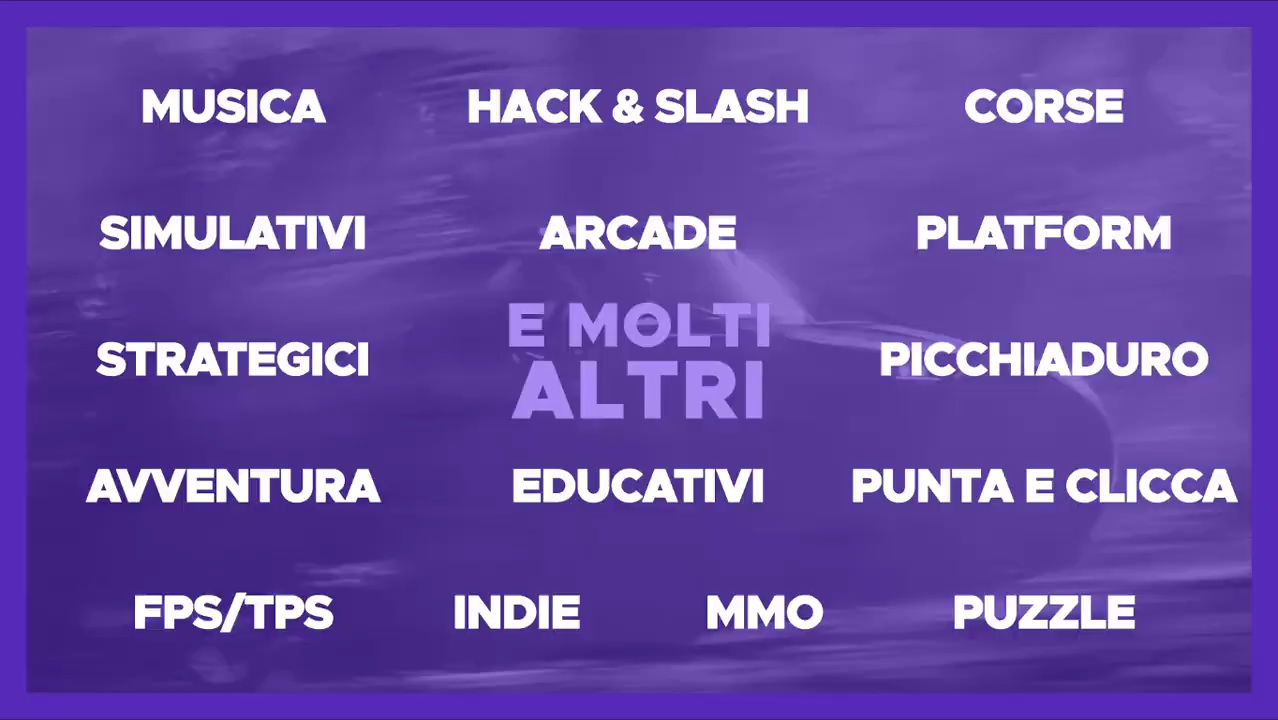 MUSICA
HACK & SLASH
CORSE
SIMULATIVI
ARCADE
PLATFORM
E MOLTI
ALTRI
STRATEGICI
PICCHIADURO
AVVENTURA
EDUCATIVI
PUNTA E CLICCA
FPS/TPS
INDIE
MMO
PUZZLE